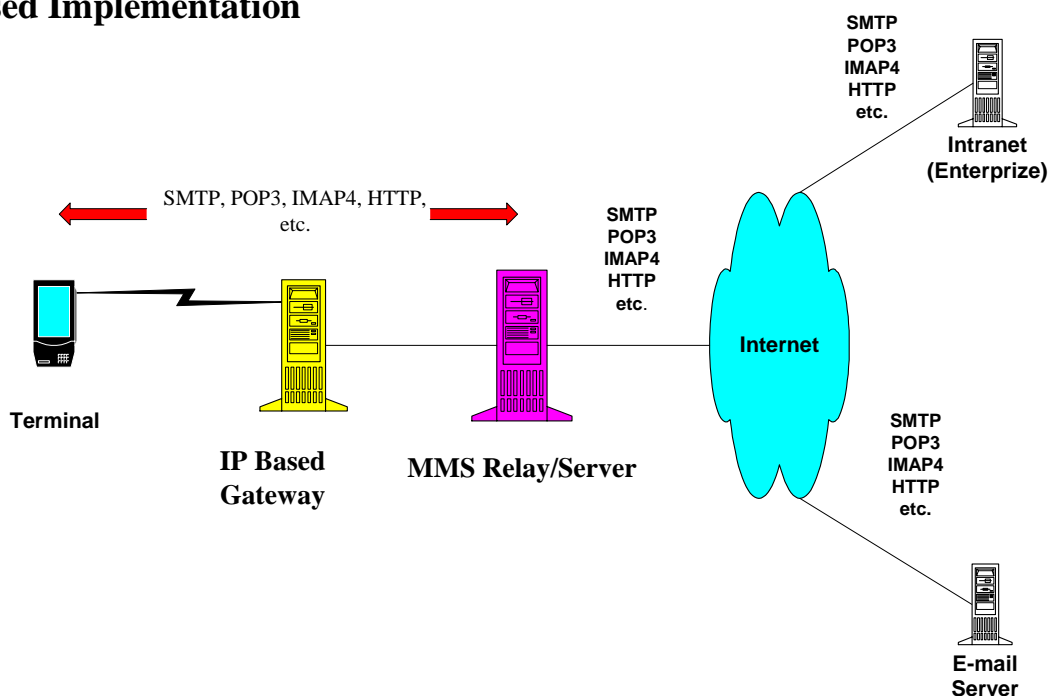 sed Implementation
SMTP
POP3
IMAP4
HTTP
etc.
Intranet
(Enterprize)
SMTP, POP3, IMAP4, HTTP,
etc.
SMTP
POP3
IMAP4
HTTP
etc.
Internet
Terminal
IP Based
Gateway
MMS Relay/Server
SMTP
POP3
IMAP4
HTTP
etc.
E-mail
Server